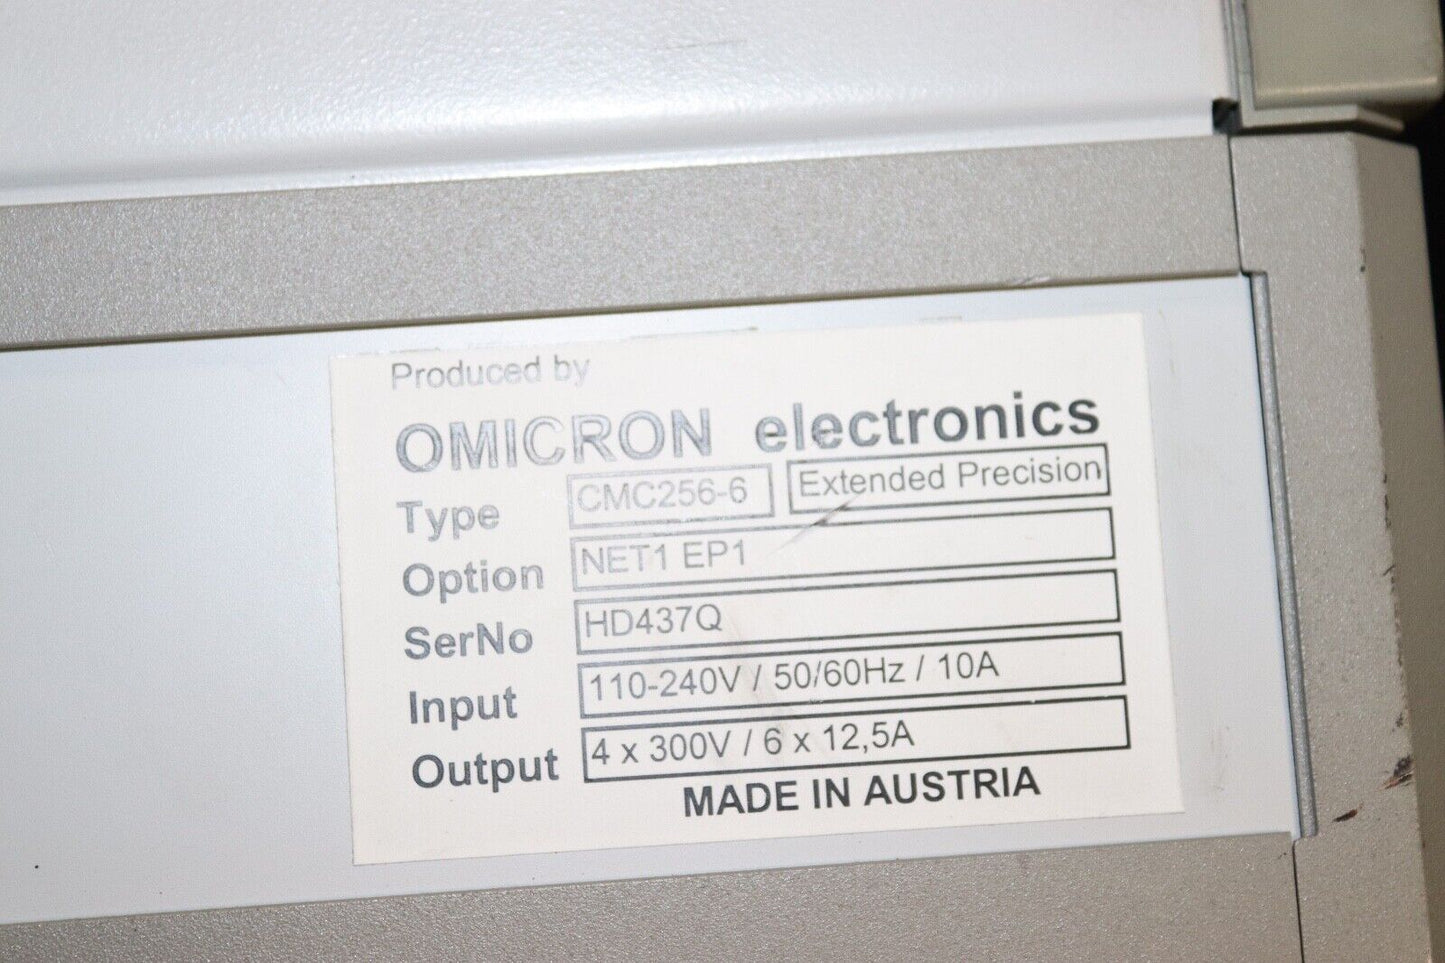 Produced by
OMICRON electronics
Type CMC256-6 Extended Precision
Option NET1 EP1
SerNo HD437Q
Input 110-240V / 50/60Hz / 10A
Output 4 x 300V / 6 x 12,5A
MADE IN AUSTRIA